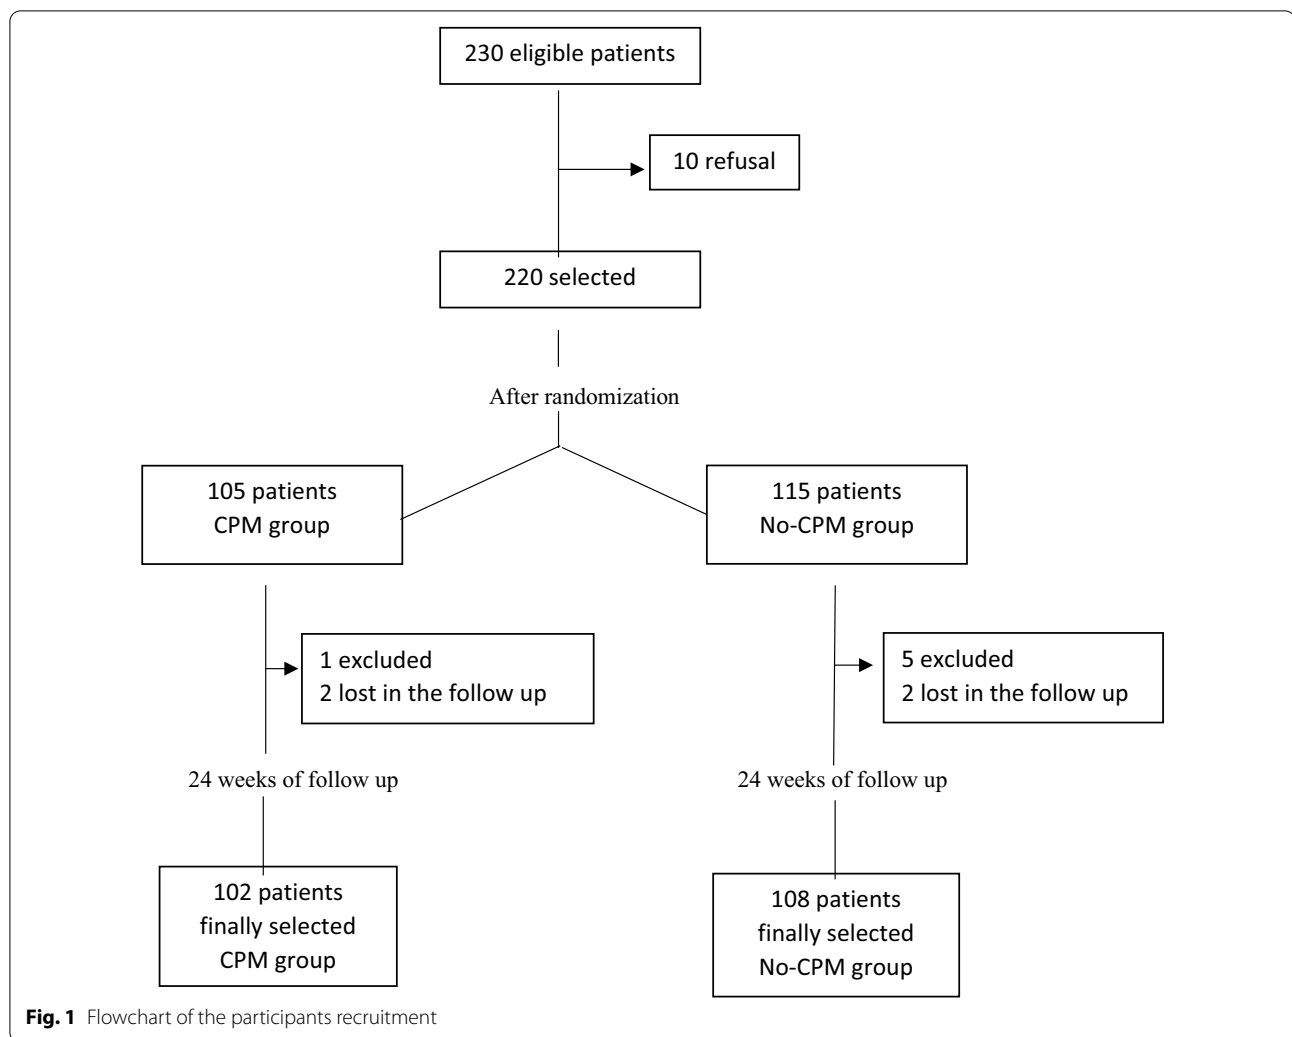 230 eligible patients
10 refusal
220 selected
After randomization
105 patients
CPM group
115 patients
No-CPM group
1 excluded
2 lost in the follow up
5 excluded
2 lost in the follow up
24 weeks of follow up
24 weeks of follow up
102 patients
finally selected
CPM group
108 patients
finally selected
No-CPM group
Fig. 1 Flowchart of the participants recruitment